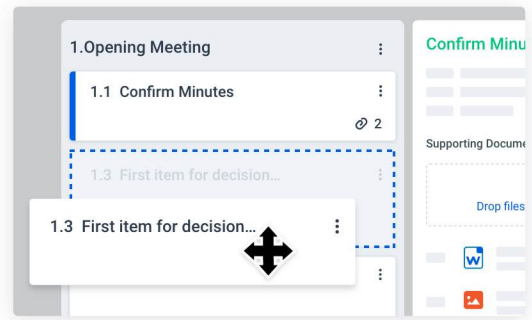 1.Opening Meeting
1.1 Confirm Minutes
2
1.3 First item for decision...
1.3 First item for decision...
Confirm Minu
Supporting Docume
Drop files
W